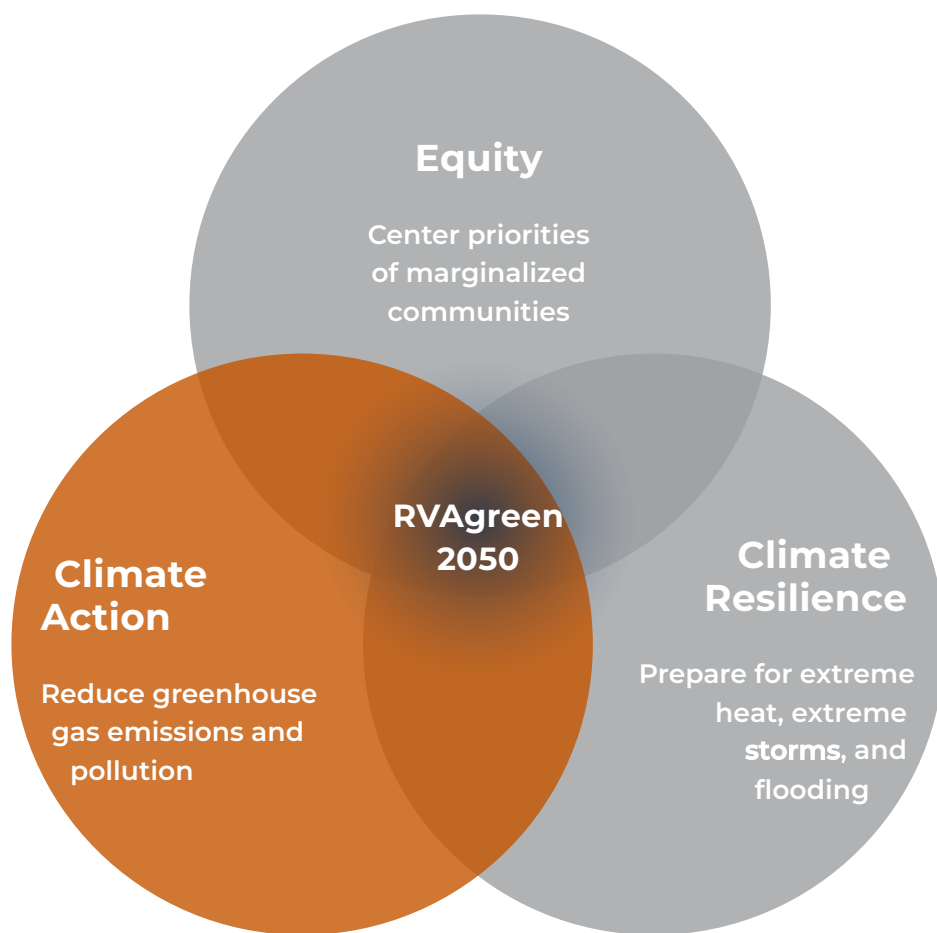 Equity
Center priorities
of marginalized
communities
RVAgreen
2050
Climate
Action
Reduce greenhouse
gas emissions and
pollution
Climate
Resilience
Prepare for extreme
heat, extreme
storms, and
flooding